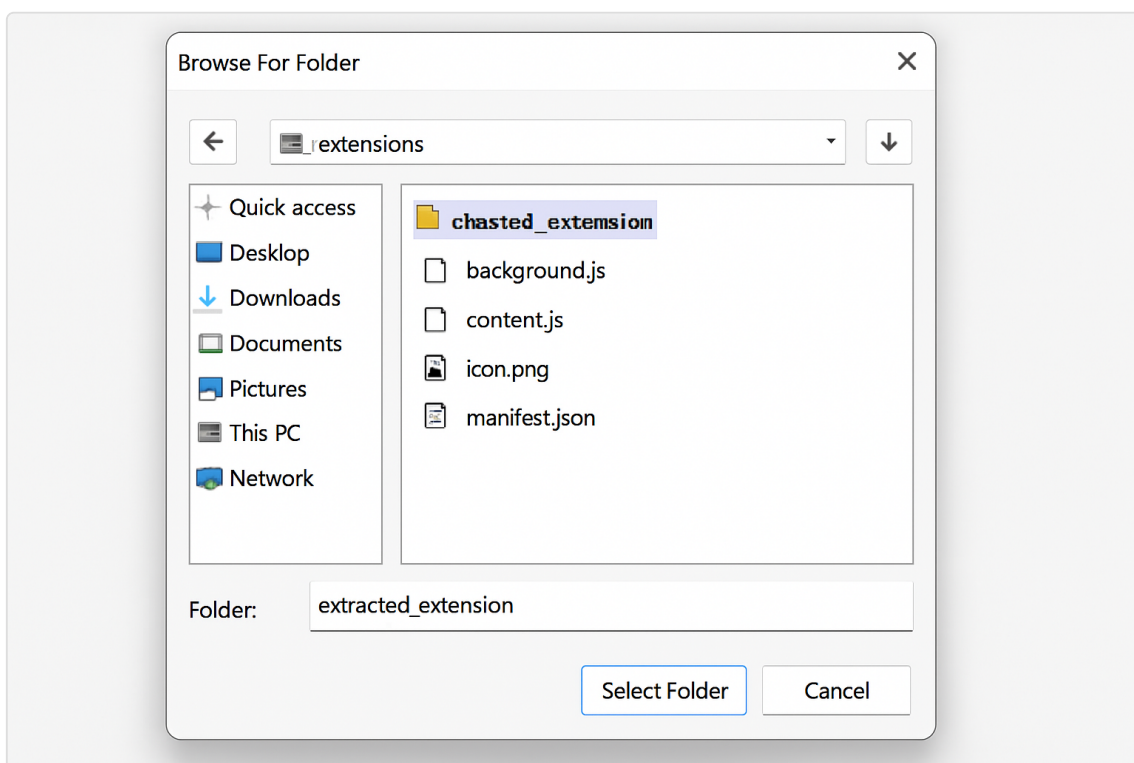 Browse For Folder
extensions
Quick access
Desklop
Downloads
Documents
Pictures
This PC
Network
chasted_extemsiom
background.js
content.js
icon.png
manifest.json
Folder:
extracted_extension
Select Folder
Cancel